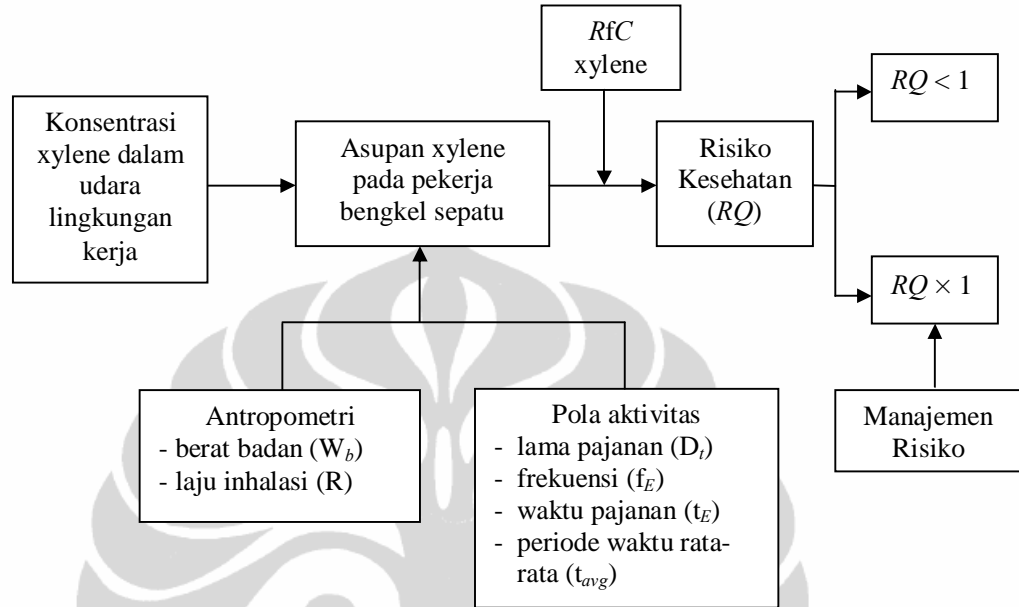 RfC
xylene
RQ < 1
Konsentrasi
xylene dalam
udara
lingkungan
kerja
Asupan xylene
pada pekerja
bengkel sepatu
Risiko
Kesehatan
(RQ)
RQ × 1
Antropometri
- berat badan (Wb)
- laju inhalasi (R)
Pola aktivitas
- lama pajanan (Dt)
- frekuensi (fE)
- waktu pajanan (tE)
- periode waktu rata-
rata (tavg)
Manajemen
Risiko